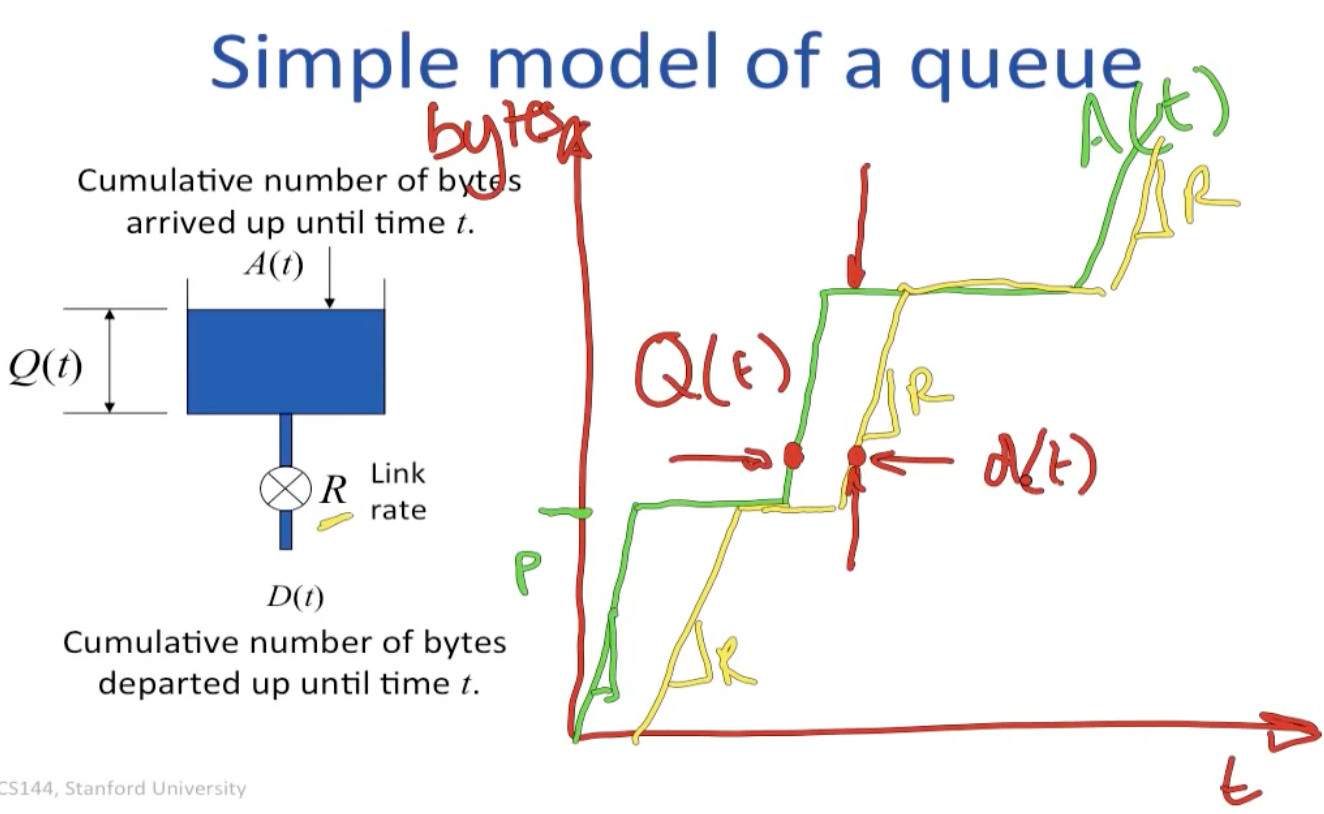 Simple model of a queue
bytes
A(t)
Cumulative number of bytes
arrived up until time t.
A(t)
R
Q(t)
Q(t)
R
d(t)
R Link
rate
P
D(t)
Cumulative number of bytes
departed up until time t.
R
t
CS144, Stanford University